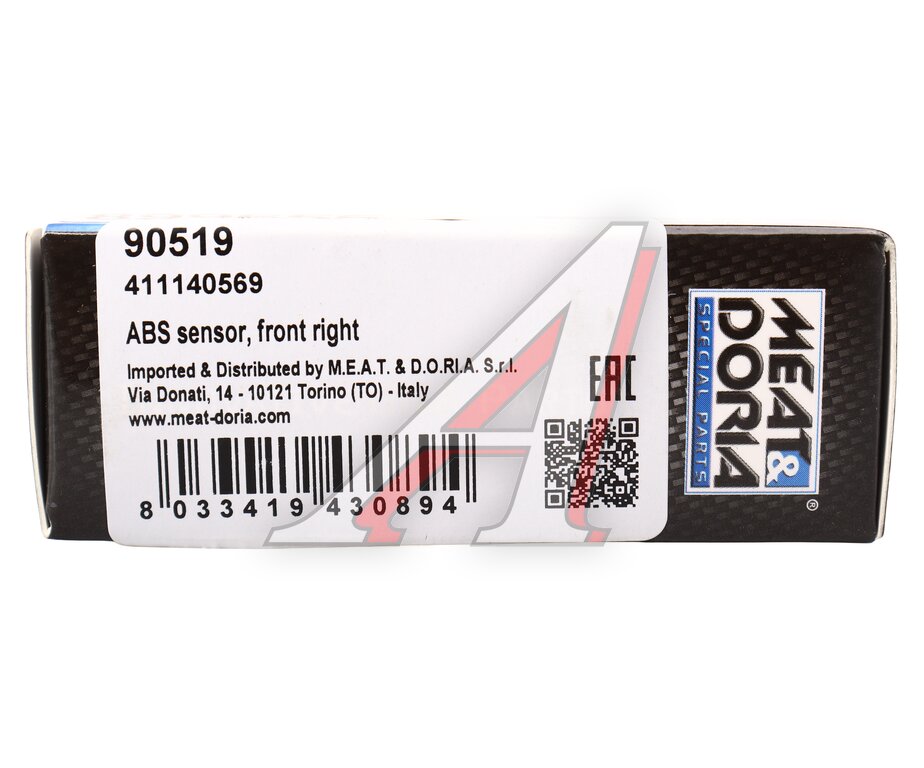 90519
411140569
ABS sensor, front right
Imported & Distributed by M.E.A.T. & D.O.RI.A. S.r.l.
Via Donati, 14 - 10121 Torino (TO) - Italy
www.meat-doria.com
8 033419 430894
EAC
MEAT&
DORIA
SPECIAL PARTS
®